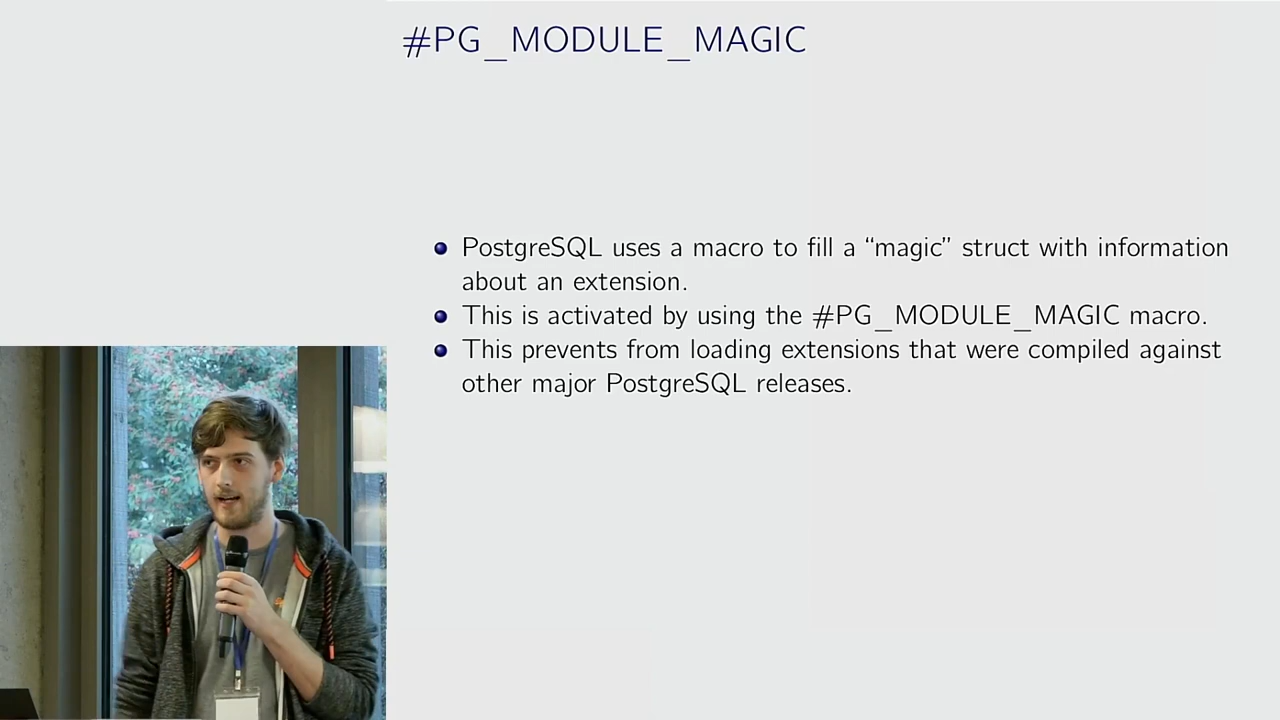 #PG_MODULE_MAGIC
PostgreSQL uses a macro to fill a “magic” struct with information
about an extension.
This is activated by using the #PG_MODULE_MAGIC macro.
This prevents from loading extensions that were compiled against
other major PostgreSQL releases.